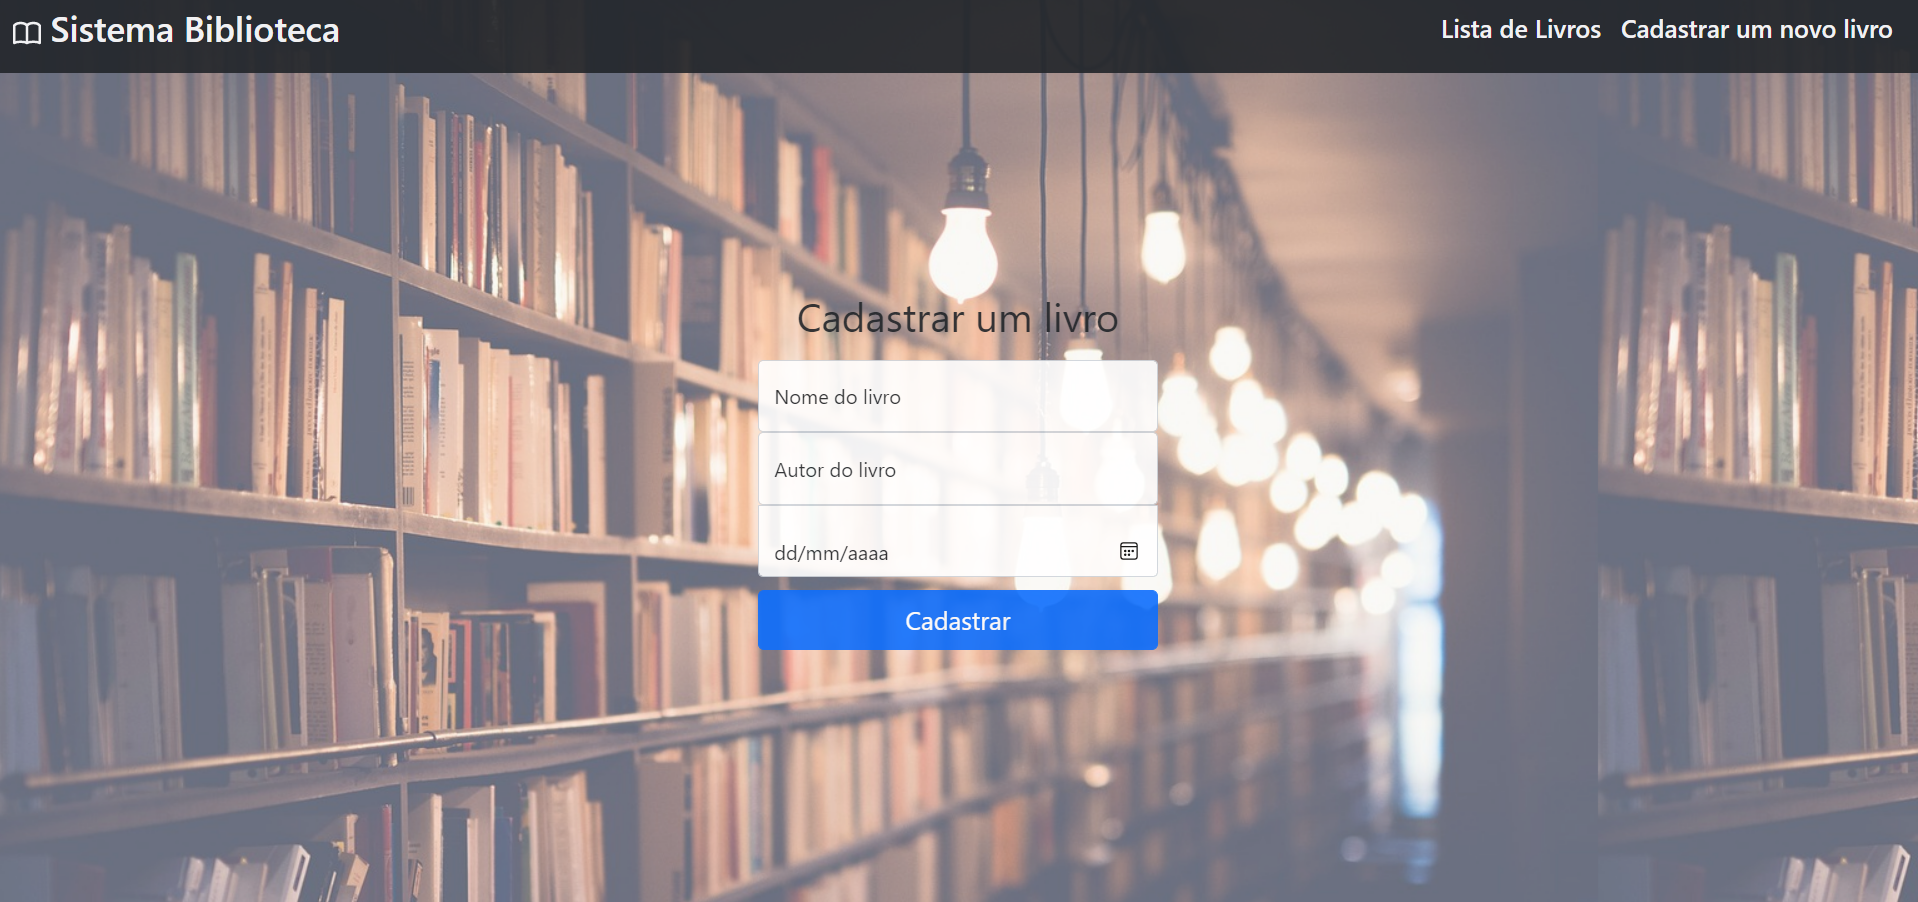 Sistema Biblioteca
Lista de Livros
Cadastrar um novo livro
Cadastrar um livro
Nome do livro
Autor do livro
dd/mm/aaaa
Cadastrar